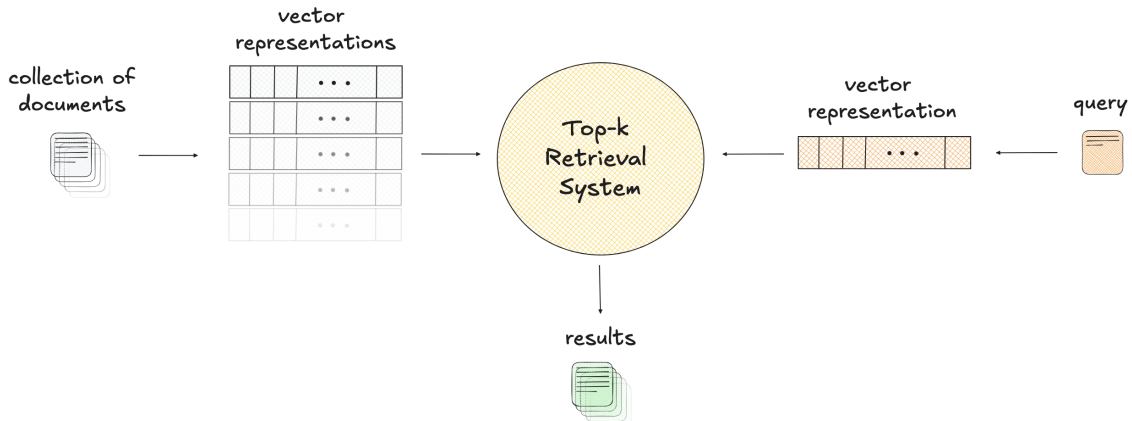 collection of
documents
vector
representations
Top-k
Retrieval
System
vector
representation
query
results